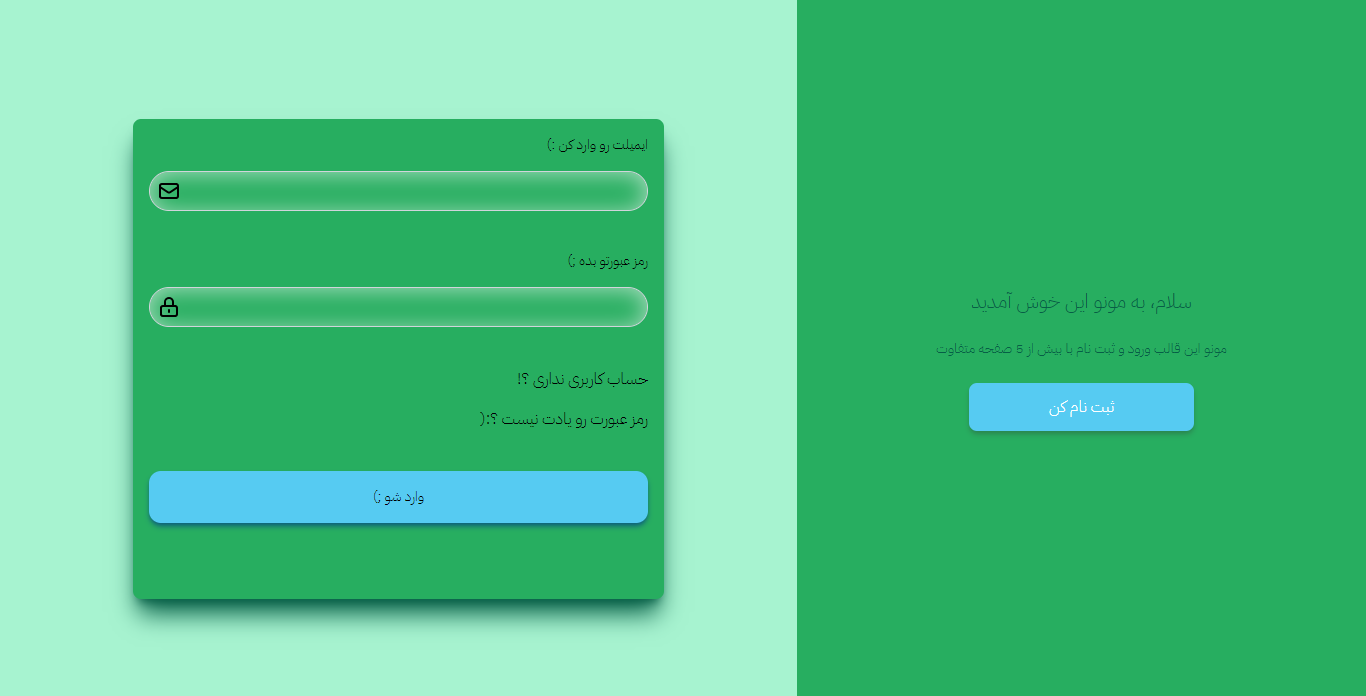 سلام، به مونو این خوش آمدید
مونو این قالب ورود و ثبت نام با بیش از 5 صفحه متفاوت
ثبت نام کن
ایمیلت رو وارد کن :)
رمز عبورتو بده ;)
حساب کاربری نداری ؟!
رمز عبورت رو یادت نیست ؟:(
وارد شو ;)